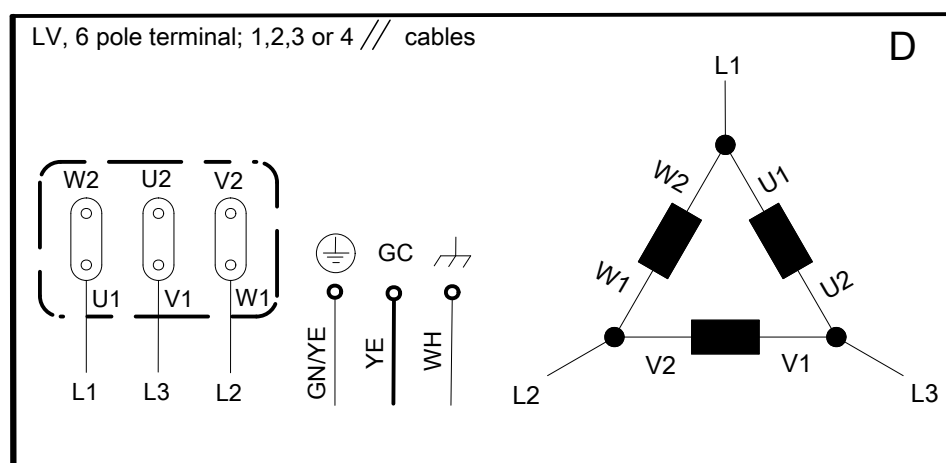 LV, 6 pole terminal; 1,2,3 or 4 // cables
D
L1
W2 U2 V2
U1 V1 W1
L1 L3 L2
GC
GN/YE YE WH
W2 U1
W1 U2
V2 V1
L2 L3